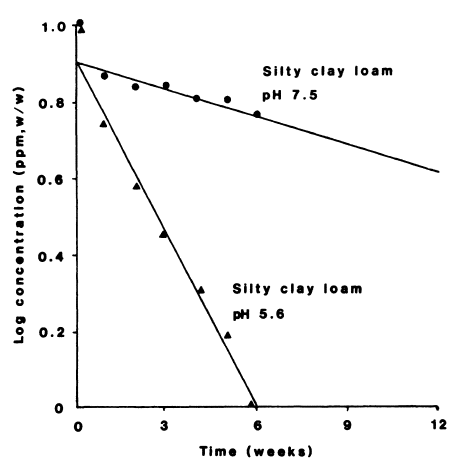 1.0
0.8
0.6
0.4
0.2
0
Log concentration (ppm,w/w)
Silty clay loam
pH 7.5
Silty clay loam
pH 5.6
0 3 6 9 12
Time (weeks)